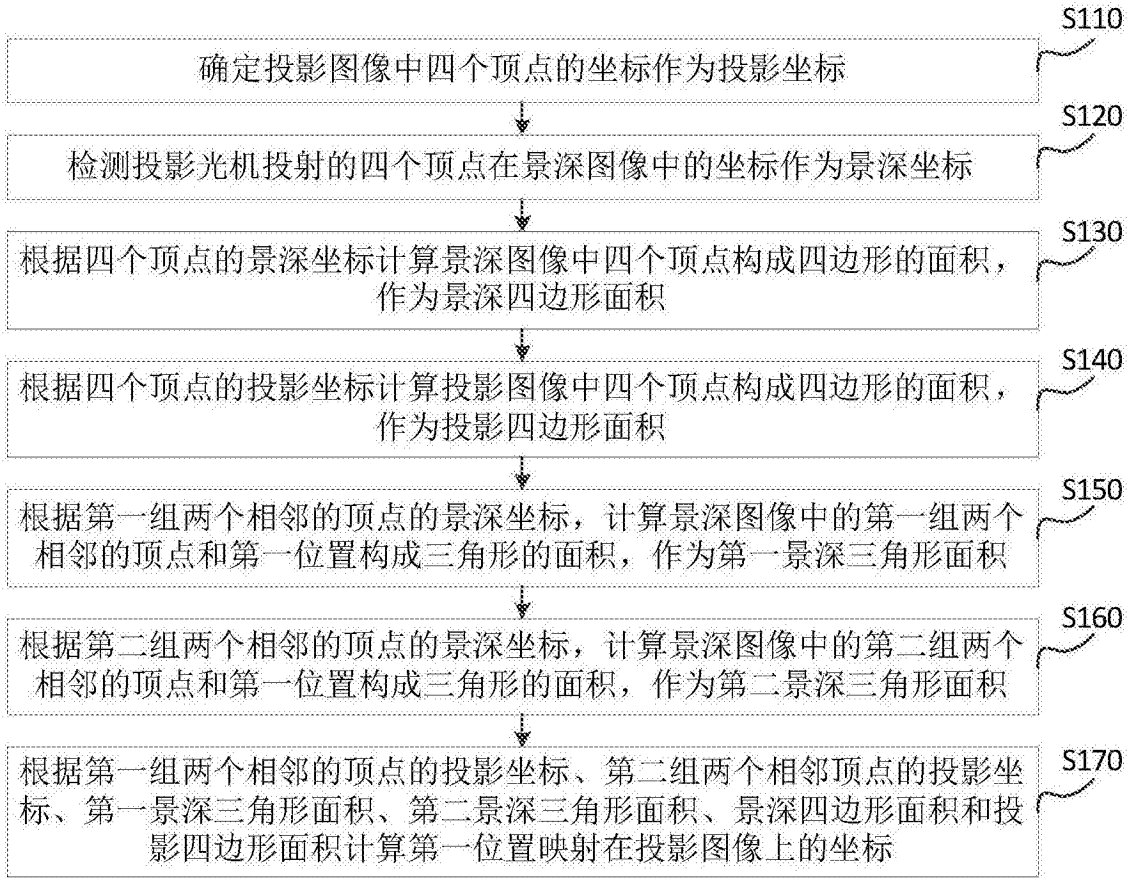 S110
确定投影图像中四个顶点的坐标作为投影坐标
S120
检测投影光机投射的四个顶点在景深图像中的坐标作为景深坐标
S130
根据四个顶点的景深坐标计算景深图像中四个顶点构成四边形的面积，
作为景深四边形面积
S140
根据四个顶点的投影坐标计算投影图像中四个顶点构成四边形的面积，
作为投影四边形面积
S150
根据第一组两个相邻的顶点的景深坐标，计算景深图像中的第一组两个
相邻的顶点和第一位置构成三角形的面积，作为第一景深三角形面积
S160
根据第二组两个相邻的顶点的景深坐标，计算景深图像中的第二组两个
相邻的顶点和第一位置构成三角形的面积，作为第二景深三角形面积
S170
根据第一组两个相邻的顶点的投影坐标、第二组两个相邻顶点的投影坐
标、第一景深三角形面积、第二景深三角形面积、景深四边形面积和投
影四边形面积计算第一位置映射在投影图像上的坐标